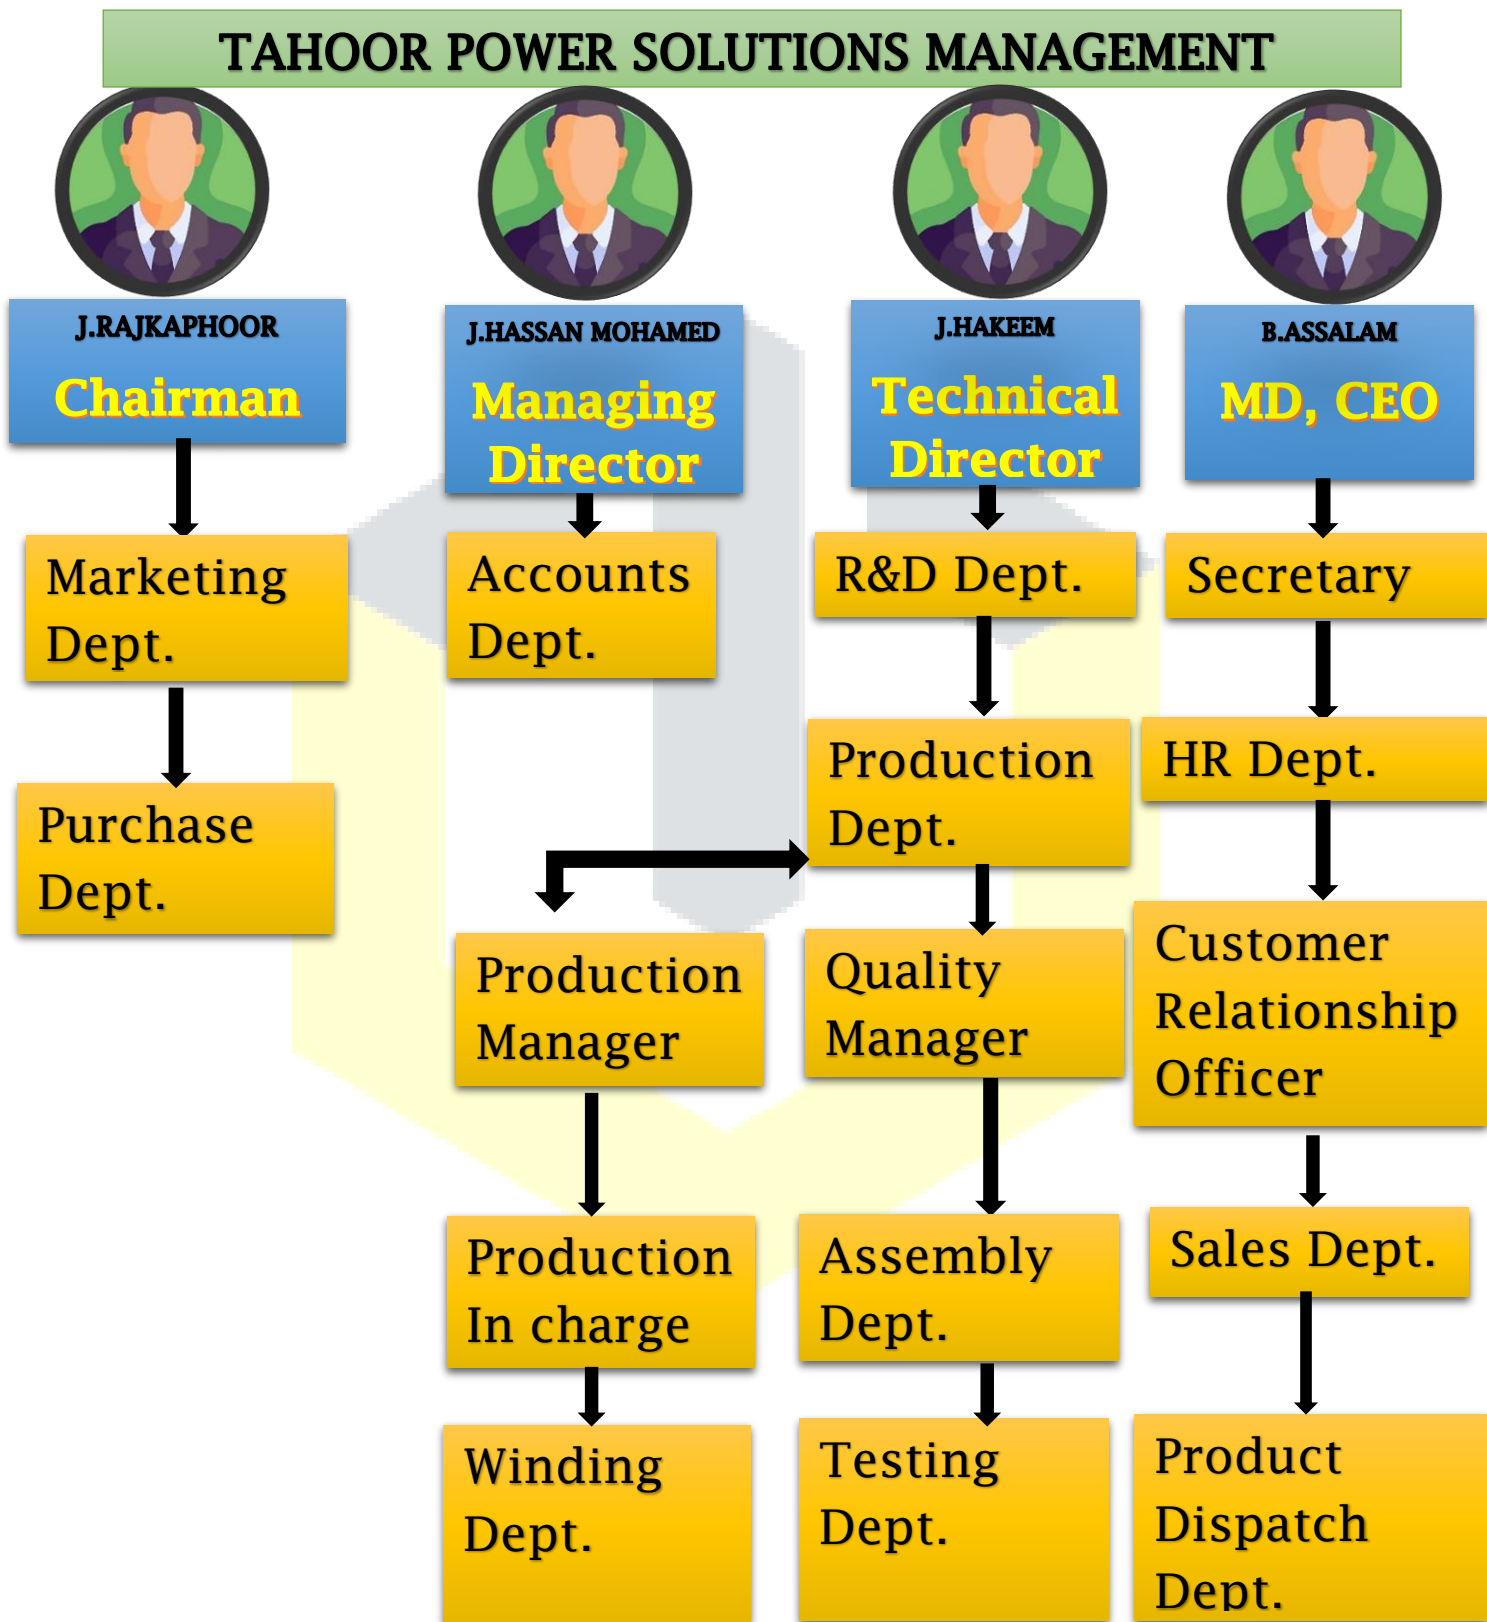 TAHOOR POWER SOLUTIONS MANAGEMENT
J.RAJKAPHOOR
Chairman
Marketing
Dept.
Purchase
Dept.
J.HASSAN MOHAMED
Managing
Director
Accounts
Dept.
J.HAKEEM
Technical
Director
R&D Dept.
Production
Dept.
Production
Manager
Production
In charge
Winding
Dept.
Quality
Manager
Assembly
Dept.
Testing
Dept.
B.ASSALAM
MD, CEO
Secretary
HR Dept.
Customer
Relationship
Officer
Sales Dept.
Product
Dispatch
Dept.